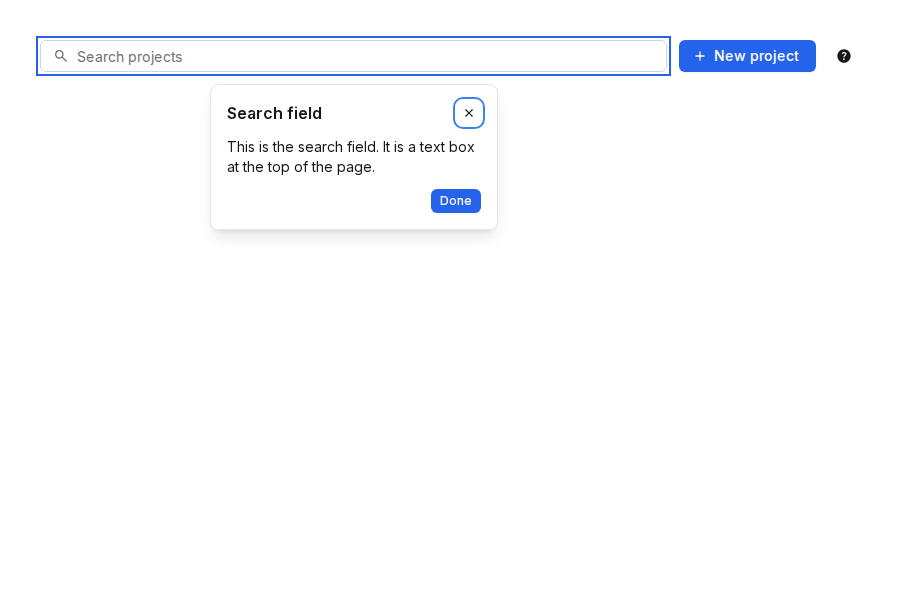 Search projects
New project
Search field
This is the search field. It is a text box
at the top of the page.
Done